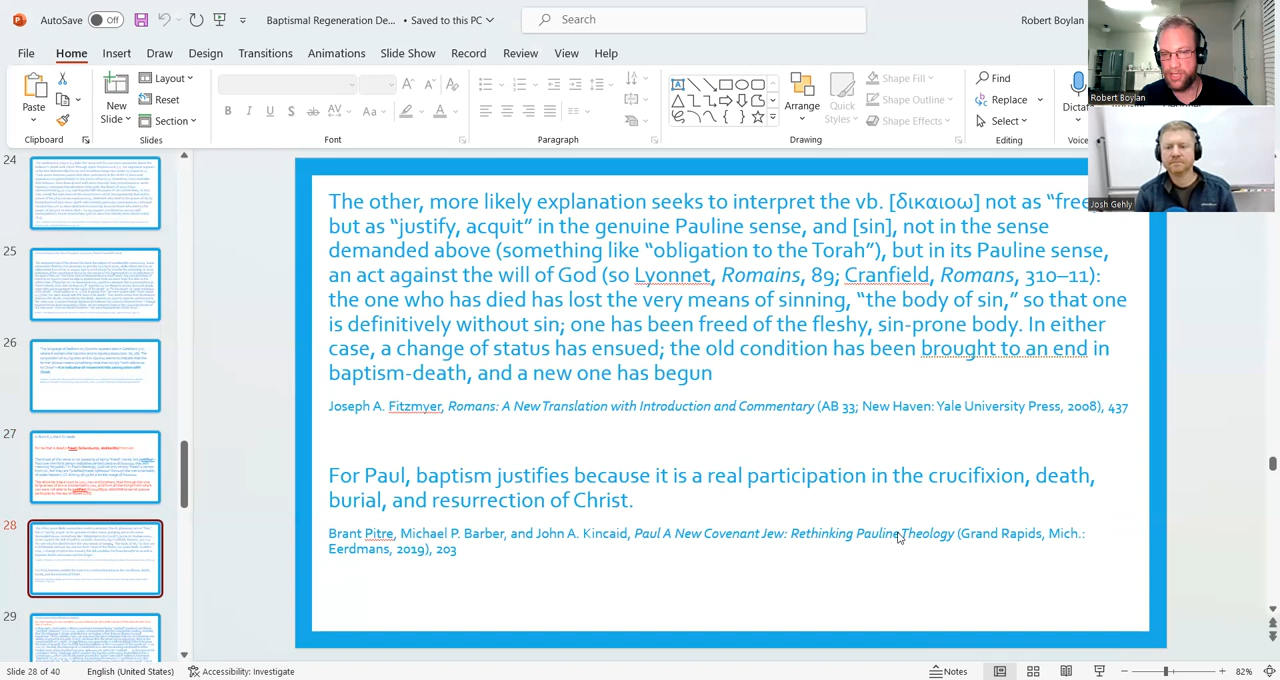 AutoSave Off
Baptismal Regeneration De... • Saved to this PC
Search
Robert Boylan
File Home Insert Draw Design Transitions Animations Slide Show Record Review View Help
Paste
New
Slide
Layout
Reset
Section
B I U S ab AV Aa A
Arrange
Quick
Styles
Shape Fill
Shape Outline
Shape Effects
Find
Replace
Select
Dictat
Clipboard Slides Font Paragraph Drawing Editing Voice
Robert Boylan
Josh Gehly
24
25
26
27
28
29
The other, more likely explanation seeks to interpret the vb. [δικαιοω] not as “free
but as “justify, acquit” in the genuine Pauline sense, and [sin], not in the sense
demanded above (something like “obligation to the Torah”), but in its Pauline sense,
an act against the will of God (so Lyonnet, Romains, 89; Cranfield, Romans, 310–11):
the one who has died has lost the very means of sinning, “the body of sin,” so that one
is definitively without sin; one has been freed of the fleshy, sin-prone body. In either
case, a change of status has ensued; the old condition has been brought to an end in
baptism-death, and a new one has begun
Joseph A. Fitzmyer, Romans: A New Translation with Introduction and Commentary (AB 33; New Haven: Yale University Press, 2008), 437
For Paul, baptism justifies because it is a real participation in the crucifixion, death,
burial, and resurrection of Christ.
Brant Pitre, Michael P. Barber, and John A. Kincaid, Paul A New Covenant Jew: Rethinking Pauline Theology (Grand Rapids, Mich.:
Eerdmans, 2019), 203
Slide 28 of 40 English (United States) Accessibility: Investigate
Notes
82%